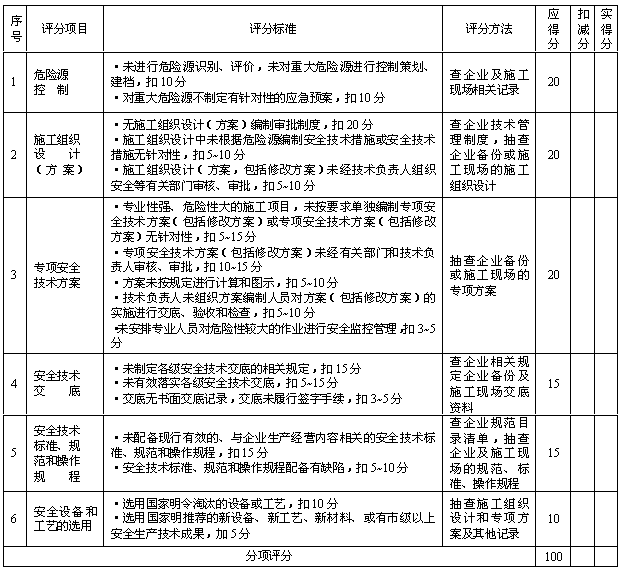 序号 评分项目 评分标准 评分方法 应得分 扣减分 实得分
1 危险源控 制
·未进行危险源识别、评价，未对重大危险源进行控制策划、
建档，扣10分
·对重大危险源不制定有针对性的应急预案，扣10分
查企业及施工
现场相关记录
20
2 施工组织
设 计
（方 案）
·无施工组织设计（方案）编制审批制度，扣20分
·施工组织设计中未根据危险源编制安全技术措施或安全技术
措施无针对性，扣5~10分
·施工组织设计（方案，包括修改方案）未经技术负责人组织
安全等有关部门审核、审批，扣5~10分
查企业技术管
理制度，抽查
企业备份或施
工现场的施工
组织设计
20
3 专项安全
技术方案
·专业性强、危险性大的施工项目，未按要求单独编制专项安
全技术方案（包括修改方案）或专项安全技术方案（包括修改
方案）无针对性，扣5~15分
·专项安全技术方案（包括修改方案）未经有关部门和技术负
责人审核、审批，扣10~15分
·方案未按规定进行计算和图示，扣5~10分
·技术负责人未组织方案编制人员对方案（包括修改方案）的
实施进行交底、验收和检查，扣5~10分
·未安排专业人员对危险性较大的作业进行安全监控管理，扣3~5
分
抽查企业备份
或施工现场的
专项方案
20
4 安全技术
交 底
·未制定各级安全技术交底的相关规定，扣15分
·未有效落实各级安全技术交底，扣5~15分
·交底无书面交底记录，交底未履行签字手续，扣3~5分
查企业相关规
定企业备份及
施工现场交底
资料
15
5 安全技术
标准、规
范和操作
规 程
·未配备现行有效的、与企业生产经营内容相关的安全技术标
准、规范和操作规程，扣15分
·安全技术标准、规范和操作规程配备有缺陷，扣5~10分
查企业规范目
录清单，抽查
企业及施工现
场的规范、标
准、操作规程
15
6 安全设备和
工艺的选用
·选用国家明令淘汰的设备或工艺，扣10分
·选用国家明推荐的新设备、新工艺、新材料、或有市级以上
安全生产技术成果，加5分
抽查施工组织
设计和专项方
案及其他记录
10
分项评分 100